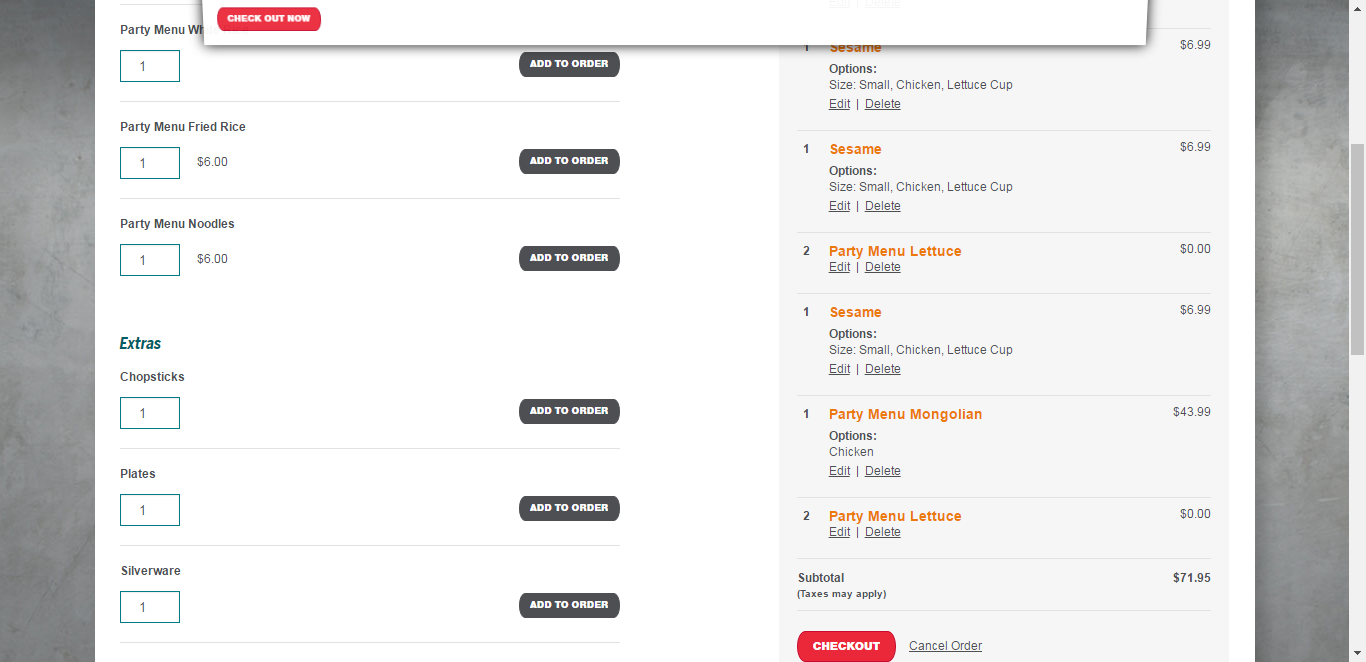 CHECK OUT NOW
Party Menu
ADD TO ORDER
1
Party Menu Fried Rice
1
$6.00
ADD TO ORDER
Party Menu Noodles
1
$6.00
ADD TO ORDER
Extras
Chopsticks
1
ADD TO ORDER
Plates
1
ADD TO ORDER
Silverware
1
ADD TO ORDER
Edit Delete
1 Sesame $6.99
Options:
Size: Small, Chicken, Lettuce Cup
Edit | Delete
1 Sesame $6.99
Options:
Size: Small, Chicken, Lettuce Cup
Edit | Delete
2 Party Menu Lettuce $0.00
Edit | Delete
1 Sesame $6.99
Options:
Size: Small, Chicken, Lettuce Cup
Edit | Delete
1 Party Menu Mongolian $43.99
Options:
Chicken
Edit | Delete
2 Party Menu Lettuce $0.00
Edit | Delete
Subtotal $71.95
(Taxes may apply)
CHECKOUT Cancel Order